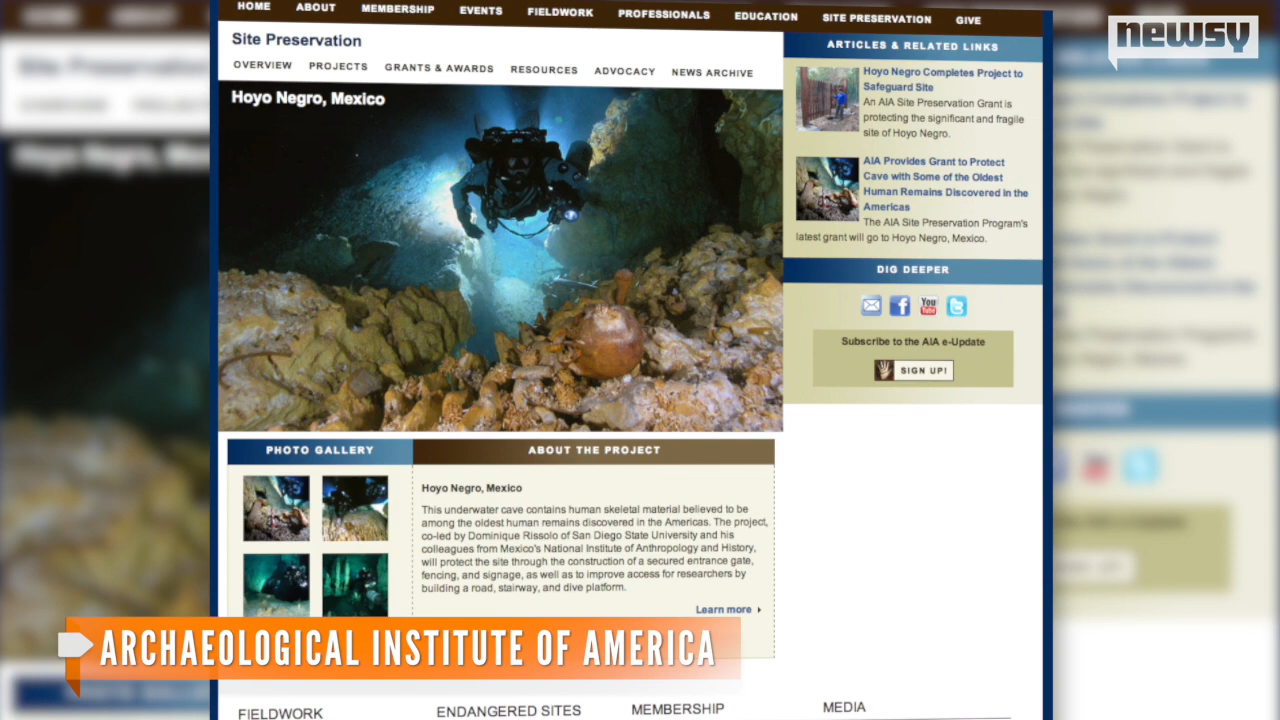 HOME ABOUT MEMBERSHIP EVENTS FIELDWORK PROFESSIONALS EDUCATION SITE PRESERVATION GIVE
newsy
Site Preservation
OVERVIEW PROJECTS GRANTS & AWARDS RESOURCES ADVOCACY NEWS ARCHIVE
Hoyo Negro, Mexico
ARTICLES & RELATED LINKS
Hoyo Negro Completes Project to
Safeguard Site
An AIA Site Preservation Grant is
protecting the significant and fragile
site of Hoyo Negro.
AIA Provides Grant to Protect
Cave with Some of the Oldest
Human Remains Discovered in the
Americas
The AIA Site Preservation Program's
latest grant will go to Hoyo Negro, Mexico.
DIG DEEPER
You
Tube
Subscribe to the AIA e-Update
SIGN UP!
PHOTO GALLERY
ABOUT THE PROJECT
Hoyo Negro, Mexico
This underwater cave contains human skeletal material believed to be
among the oldest human remains discovered in the Americas. The project,
co-led by Dominique Rissolo of San Diego State University and his
colleagues from Mexico's National Institute of Anthropology and History,
will protect the site through the construction of a secured entrance gate,
fencing, and signage, as well as to improve access for researchers by
building a road, stairway, and dive platform.
Learn more
ARCHAEOLOGICAL INSTITUTE OF AMERICA
FIELDWORK ENDANGERED SITES MEMBERSHIP MEDIA